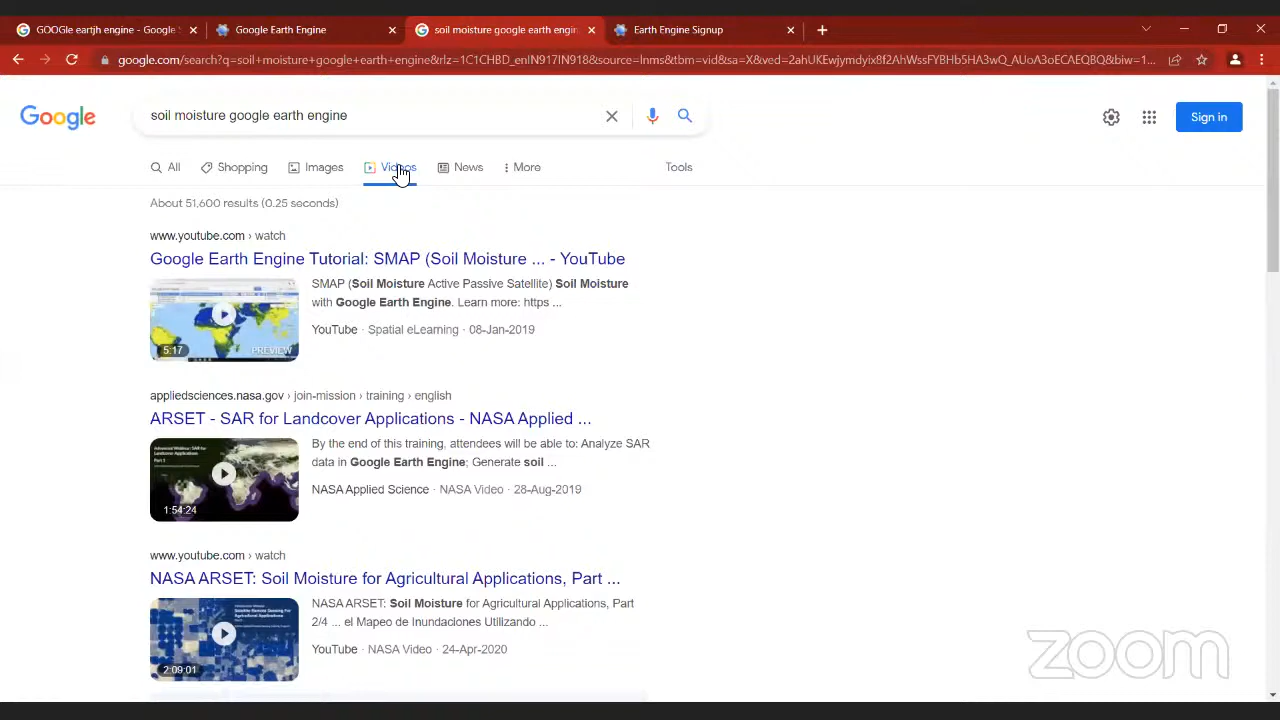 GOOGle eartjh engine - Google S
Google Earth Engine
soil moisture google earth engin
Earth Engine Signup
google.com/search?q=soil+moisture+google+earth+engine&rlz=1C1CHBD_enIN917IN918&source=lnms&tbm=vid&sa=X&ved=2ahUKEwjymdyix8f2AhWssFYBHb5HA3wQ_AUoA3oECAEQBQ&biw=1...
Google
soil moisture google earth engine
Sign in
All
Shopping
Images
Videos
News
More
Tools
About 51,600 results (0.25 seconds)
www.youtube.com › watch
Google Earth Engine Tutorial: SMAP (Soil Moisture ... - YouTube
SMAP (Soil Moisture Active Passive Satellite) Soil Moisture
with Google Earth Engine. Learn more: https ...
YouTube · Spatial eLearning · 08-Jan-2019
5:17
PREVIEW
appliedsciences.nasa.gov › join-mission › training › english
ARSET - SAR for Landcover Applications - NASA Applied ...
By the end of this training, attendees will be able to: Analyze SAR
data in Google Earth Engine; Generate soil ...
NASA Applied Science · NASA Video · 28-Aug-2019
1:54:24
www.youtube.com › watch
NASA ARSET: Soil Moisture for Agricultural Applications, Part ...
NASA ARSET: Soil Moisture for Agricultural Applications, Part
2/4 ... el Mapeo de Inundaciones Utilizando ...
YouTube · NASA Video · 24-Apr-2020
2:09:01
zoom